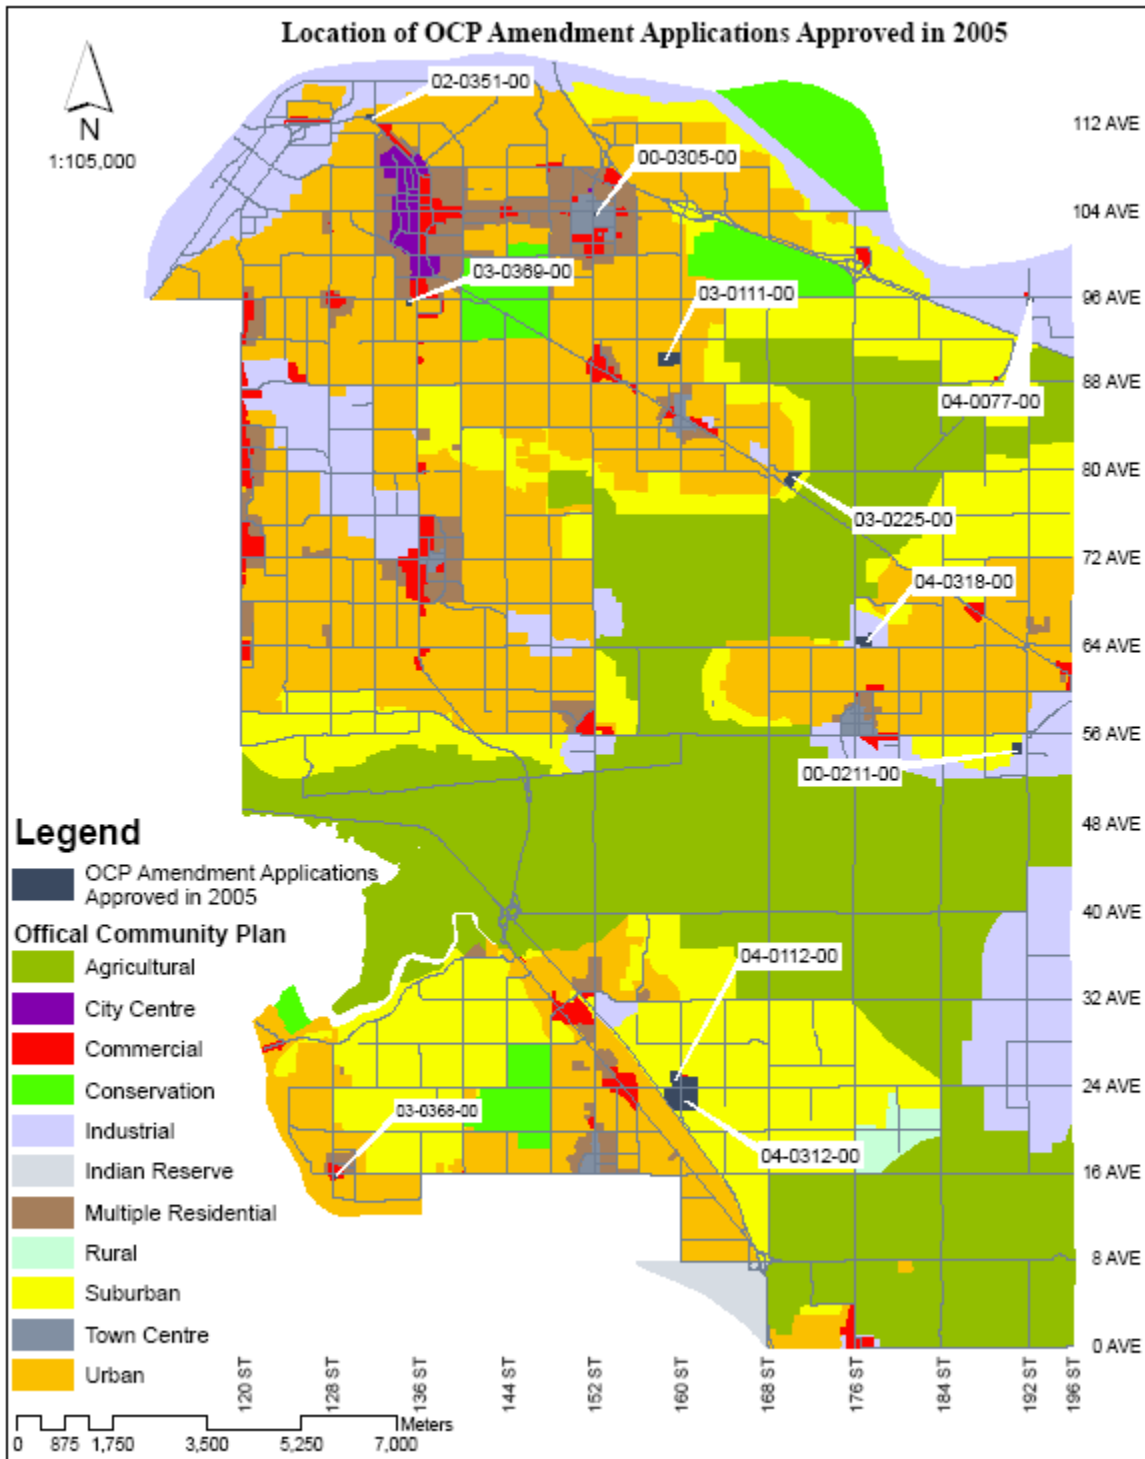 Location of OCP Amendment Applications Approved in 2005
N
1:105,000
02-0351-00
00-0305-00
03-0369-00
03-0111-00
04-0077-00
03-0225-00
04-0318-00
00-0211-00
04-0112-00
03-0368-00
04-0312-00
112 AVE
104 AVE
96 AVE
88 AVE
80 AVE
72 AVE
64 AVE
56 AVE
48 AVE
40 AVE
32 AVE
24 AVE
16 AVE
8 AVE
0 AVE
Legend
OCP Amendment Applications
Approved in 2005
Offical Community Plan
Agricultural
City Centre
Commercial
Conservation
Industrial
Indian Reserve
Multiple Residential
Rural
Suburban
Town Centre
Urban
120 ST
128 ST
136 ST
144 ST
152 ST
160 ST
168 ST
176 ST
184 ST
192 ST
196 ST
Meters
0 875 1,750 3,500 5,250 7,000